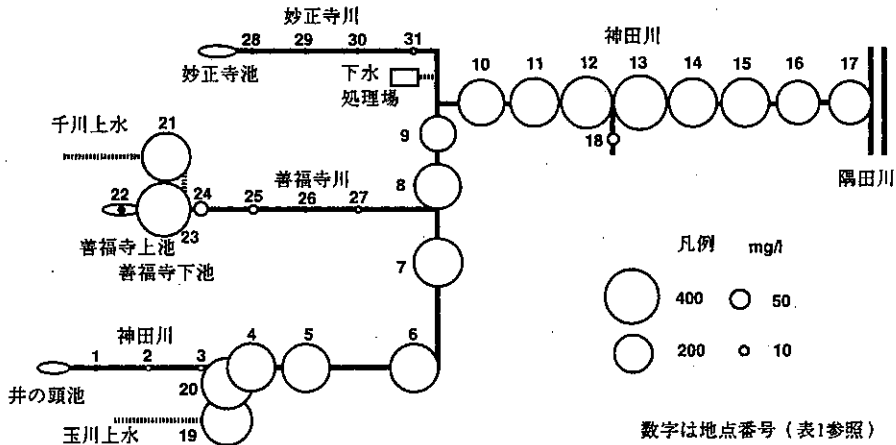 妙正寺川
28 29 30 31
妙正寺池
下水
処理場
神田川
10 11 12 13 14 15 16 17
18
隅田川
9
8
7
21
千川上水
善福寺川
22 24 25 26 27
23
善福寺上池
善福寺下池
神田川
1 2 3 4 5 6
20
井の頭池
玉川上水 19
凡例 mg/l
400 50
200 10
数字は地点番号（表1参照）